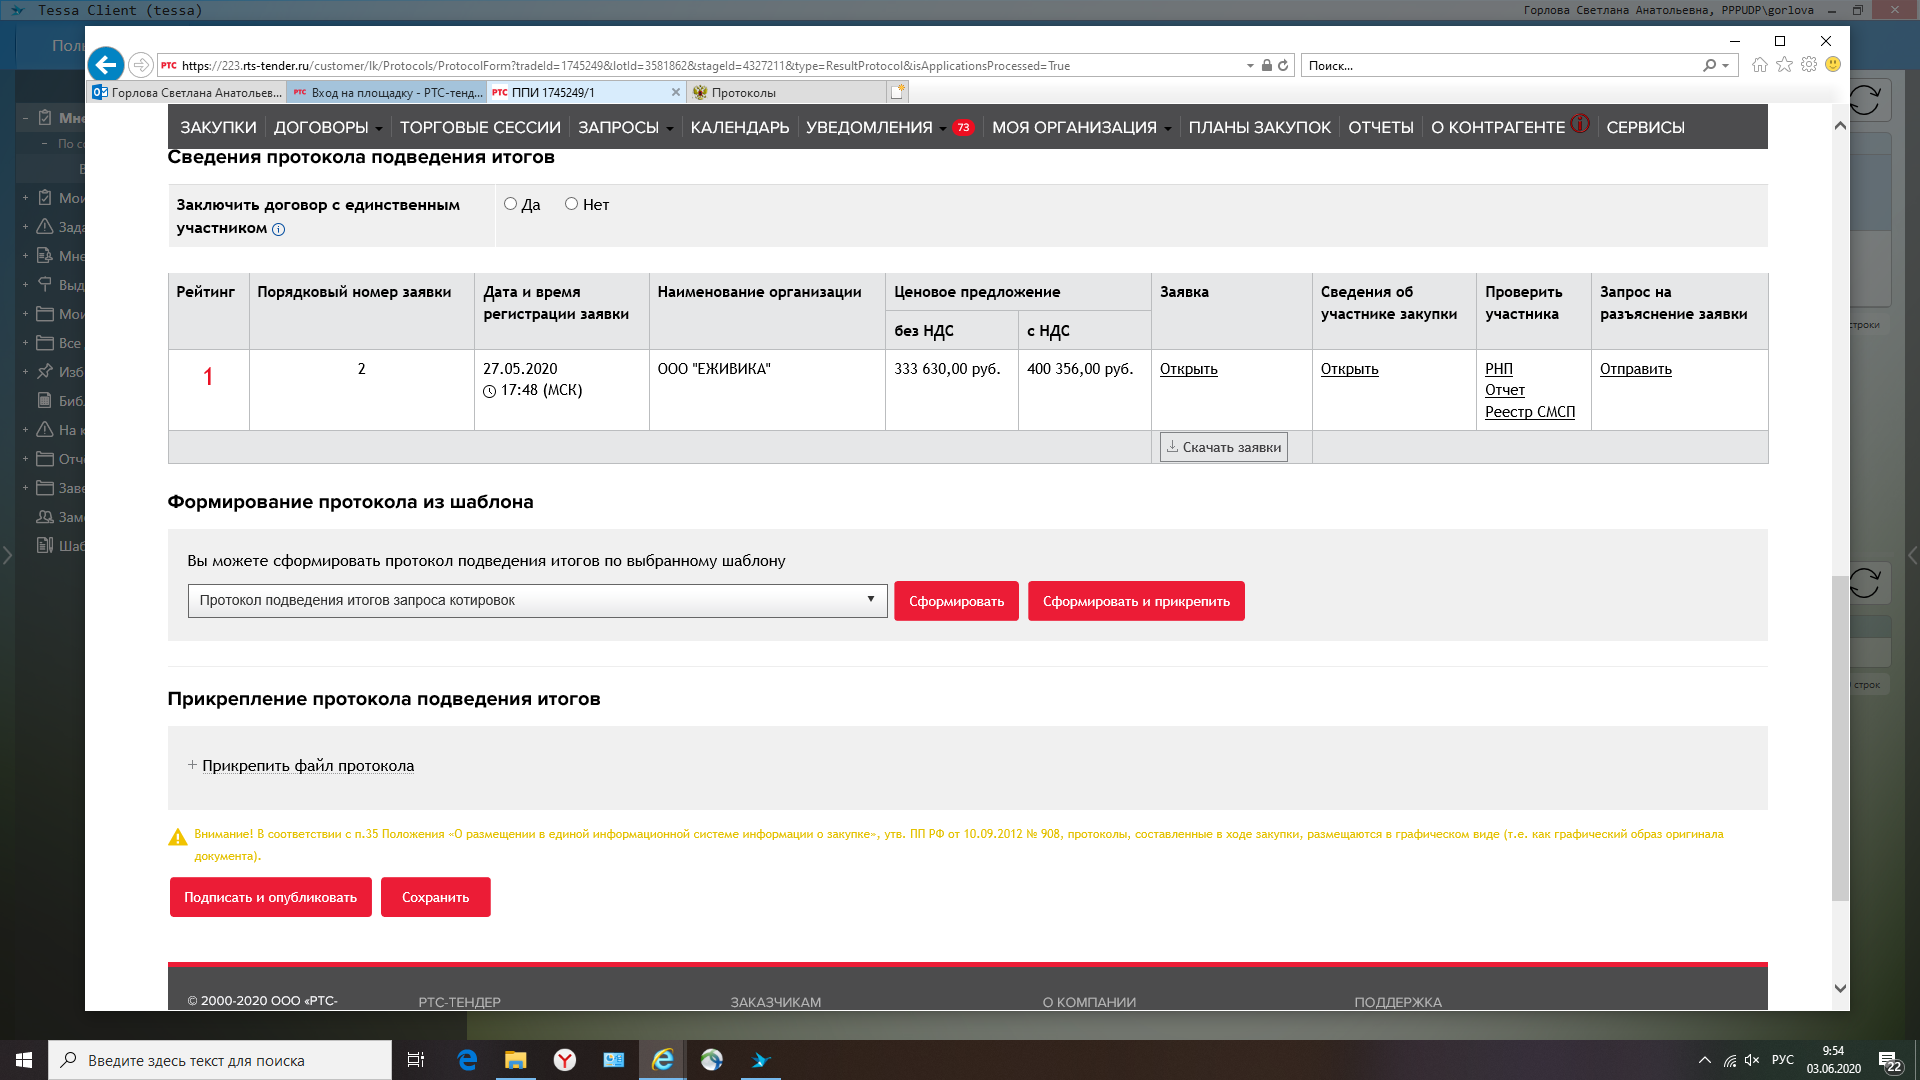 Tessa Client (tessa)
Горлова Светлана Анатольевна, PPPUDP\gorlova
https://223.rts-tender.ru/customer/lk/Protocols/ProtocolForm?tradeId=1745249&lotId=3581862&stageId=4327211&type=ResultProtocol&isApplicationsProcessed=True
Поиск...
Горлова Светлана Анатольев...
РТС Вход на площадку - РТС-тенд...
РТС ППИ 1745249/1
Протоколы
ЗАКУПКИ ДОГОВОРЫ ТОРГОВЫЕ СЕССИИ ЗАПРОСЫ КАЛЕНДАРЬ УВЕДОМЛЕНИЯ 73 МОЯ ОРГАНИЗАЦИЯ ПЛАНЫ ЗАКУПОК ОТЧЕТЫ О КОНТРАГЕНТЕ СЕРВИСЫ
Сведения протокола подведения итогов
Заключить договор с единственным
участником
Да Нет
Рейтинг
Порядковый номер заявки
Дата и время
регистрации заявки
Наименование организации
Ценовое предложение
без НДС
с НДС
Заявка
Сведения об
участнике закупки
Проверить
участника
Запрос на
разъяснение заявки
1
2
27.05.2020
17:48 (МСК)
ООО "ЕЖИВИКА"
333 630,00 руб.
400 356,00 руб.
Открыть
Открыть
РНП
Отчет
Реестр СМСП
Отправить
Скачать заявки
Формирование протокола из шаблона
Вы можете сформировать протокол подведения итогов по выбранному шаблону
Протокол подведения итогов запроса котировок
Сформировать
Сформировать и прикрепить
Прикрепление протокола подведения итогов
+ Прикрепить файл протокола
Внимание! В соответствии с п.35 Положения «О размещении в единой информационной системе информации о закупке», утв. ПП РФ от 10.09.2012 № 908, протоколы, составленные в ходе закупки, размещаются в графическом виде (т.е. как графический образ оригинала
документа).
Подписать и опубликовать
Сохранить
© 2000-2020 ООО «РТС-
РТС-ТЕНДЕР
ЗАКАЗЧИКАМ
О КОМПАНИИ
ПОДДЕРЖКА
Введите здесь текст для поиска
РУС
9:54
03.06.2020
22